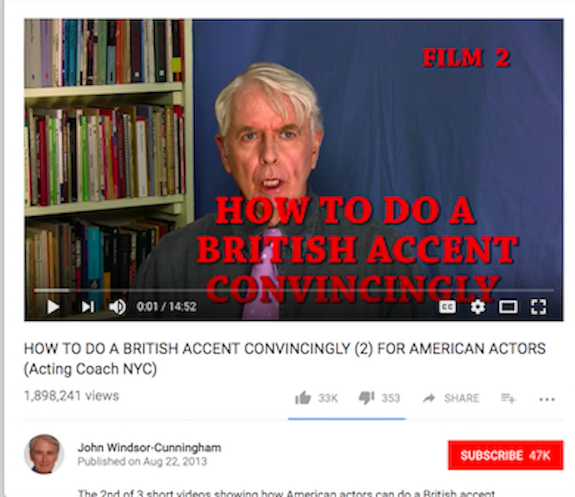 FILM 2
HOW TO DO A
BRITISH ACCENT
CONVINCINGLY
0:01 / 14:52
CC
HOW TO DO A BRITISH ACCENT CONVINCINGLY (2) FOR AMERICAN ACTORS
(Acting Coach NYC)
1,898,241 views
33K
353
SHARE
John Windsor-Cunningham
Published on Aug 22, 2013
SUBSCRIBE 47K
The 2nd of 3 short videos showing how American actors can do a British accent